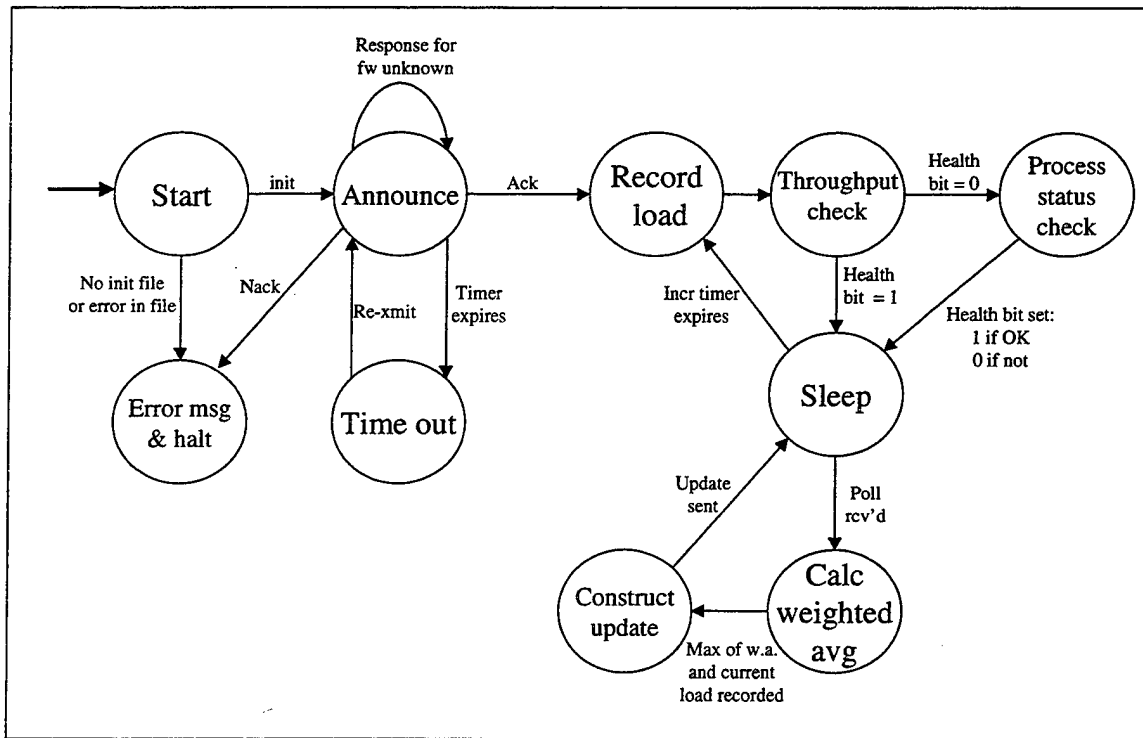 Response for
fw unknown
Start
init
Announce
Ack
Record
load
Throughput
check
Health
bit = 0
Process
status
check
No init file
or error in file
Nack
Re-xmit
Timer
expires
Incr timer
expires
Health
bit = 1
Health bit set:
1 if OK
0 if not
Error msg
& halt
Time out
Sleep
Update
sent
Poll
rcv'd
Construct
update
Calc
weighted
avg
Max of w.a.
and current
load recorded